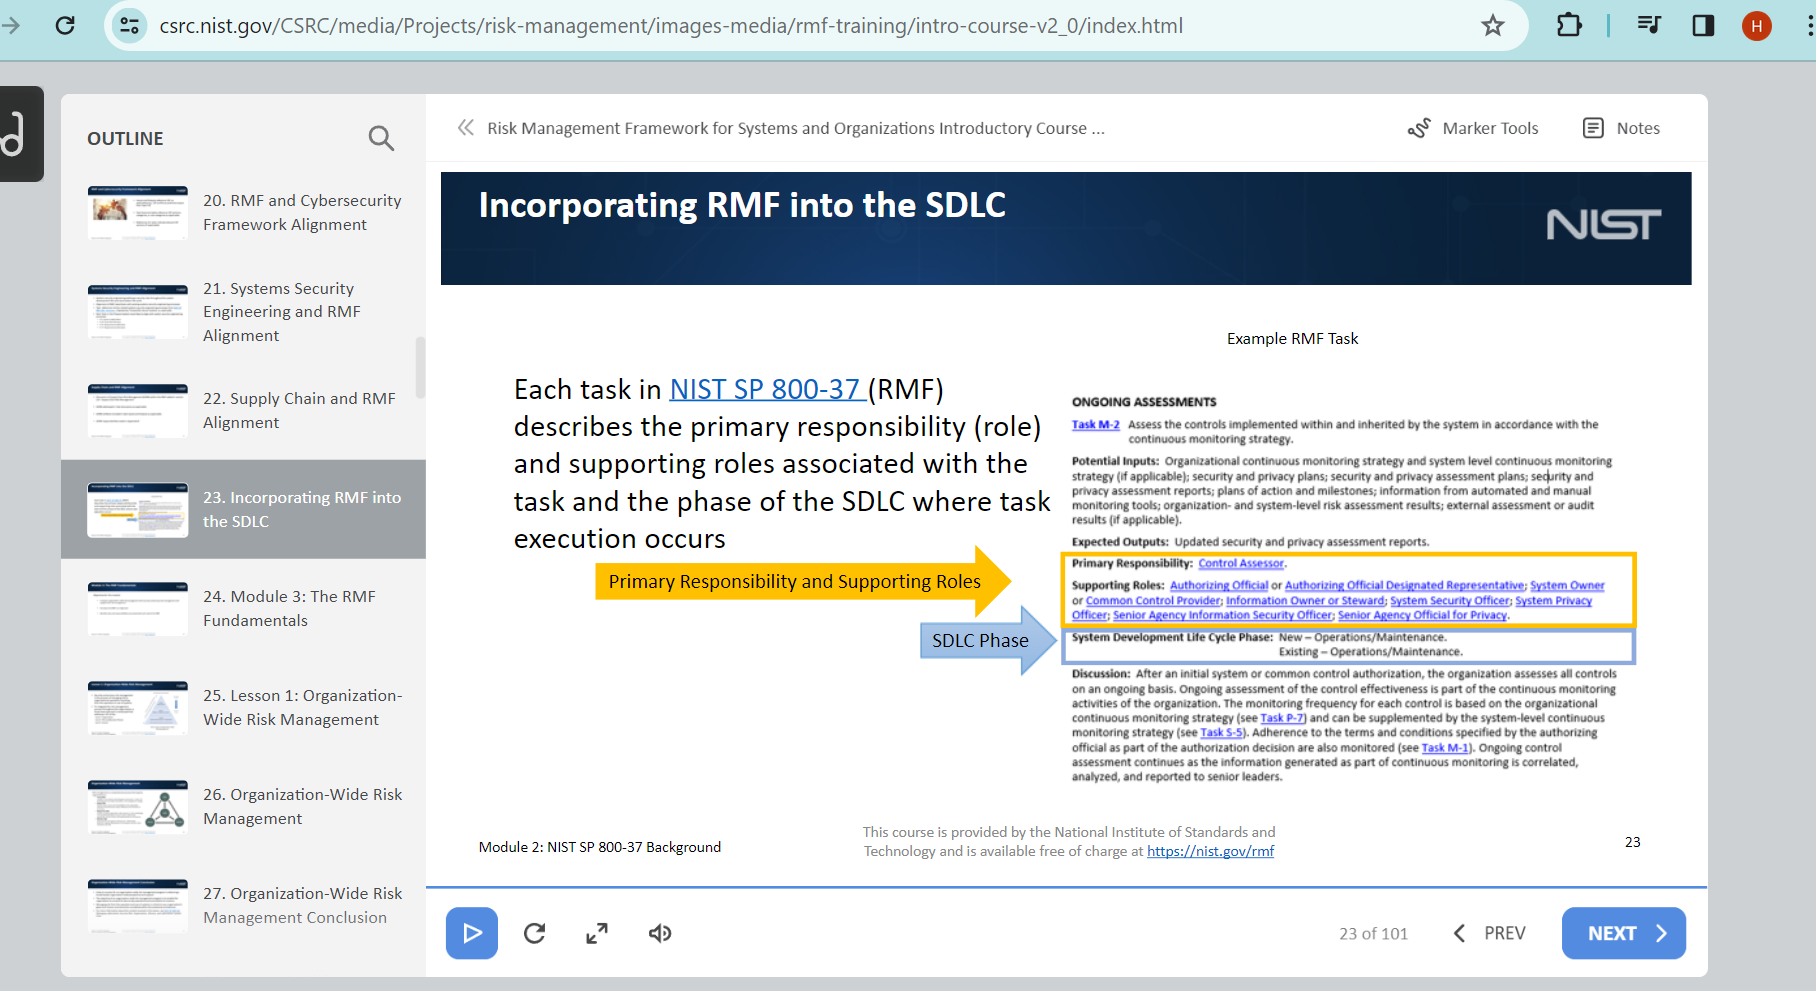 csrc.nist.gov/CSRC/media/Projects/risk-management/images-media/rmf-training/intro-course-v2_0/index.html
H
OUTLINE
20. RMF and Cybersecurity
Framework Alignment
21. Systems Security
Engineering and RMF
Alignment
22. Supply Chain and RMF
Alignment
23. Incorporating RMF into
the SDLC
24. Module 3: The RMF
Fundamentals
25. Lesson 1: Organization-
Wide Risk Management
26. Organization-Wide Risk
Management
27. Organization-Wide Risk
Management Conclusion
Risk Management Framework for Systems and Organizations Introductory Course ...
Marker Tools
Notes
Incorporating RMF into the SDLC
NIST
Each task in NIST SP 800-37 (RMF)
describes the primary responsibility (role)
and supporting roles associated with the
task and the phase of the SDLC where task
execution occurs
Primary Responsibility and Supporting Roles
SDLC Phase
Example RMF Task
ONGOING ASSESSMENTS
Task M-2 Assess the controls implemented within and inherited by the system in accordance with the
continuous monitoring strategy.
Potential Inputs: Organizational continuous monitoring strategy and system level continuous monitoring
strategy (if applicable); security and privacy plans; security and privacy assessment plans; security and
privacy assessment reports; plans of action and milestones; information from automated and manual
monitoring tools; organization- and system-level risk assessment results; external assessment or audit
results (if applicable).
Expected Outputs: Updated security and privacy assessment reports.
Primary Responsibility: Control Assessor.
Supporting Roles: Authorizing Official or Authorizing Official Designated Representative; System Owner
or Common Control Provider; Information Owner or Steward; System Security Officer; System Privacy
Officer; Senior Agency Information Security Officer; Senior Agency Official for Privacy.
System Development Life Cycle Phase: New – Operations/Maintenance.
Existing – Operations/Maintenance.
Discussion: After an initial system or common control authorization, the organization assesses all controls
on an ongoing basis. Ongoing assessment of the control effectiveness is part of the continuous monitoring
activities of the organization. The monitoring frequency for each control is based on the organizational
continuous monitoring strategy (see Task P-7) and can be supplemented by the system-level continuous
monitoring strategy (see Task S-5). Adherence to the terms and conditions specified by the authorizing
official as part of the authorization decision are also monitored (see Task M-1). Ongoing control
assessment continues as the information generated as part of continuous monitoring is correlated,
analyzed, and reported to senior leaders.
Module 2: NIST SP 800-37 Background
This course is provided by the National Institute of Standards and
Technology and is available free of charge at https://nist.gov/rmf
23
23 of 101
PREV
NEXT